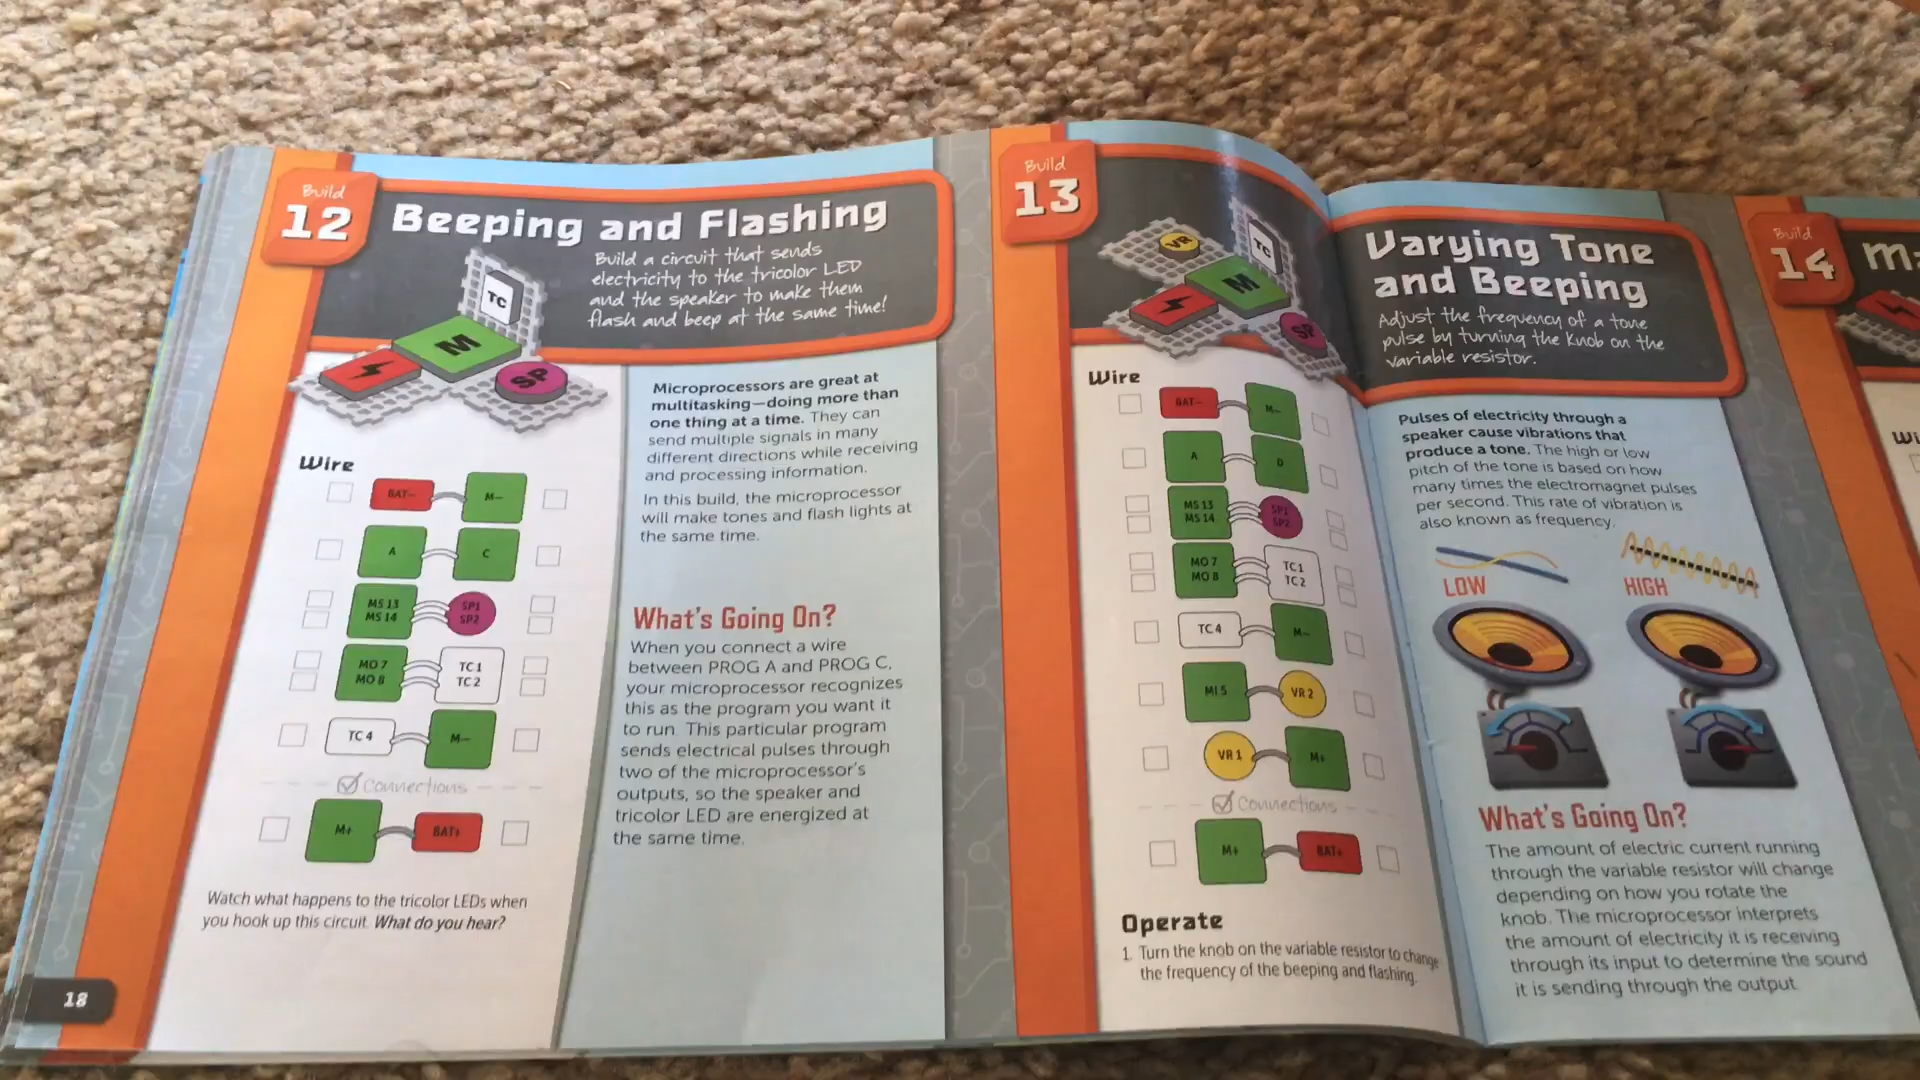 Build
12
Beeping and Flashing
Build a circuit that sends
electricity to the tricolor LED
and the speaker to make them
flash and beep at the same time!
TC
M
SP
Wire
BAT- M-
A C
MS 13 SP1
MS 14 SP2
MO 7 TC 1
MO 8 TC 2
TC 4 M-
Connections
M+ BAT+
Watch what happens to the tricolor LEDs when
you hook up this circuit. What do you hear?
18
Microprocessors are great at
multitasking—doing more than
one thing at a time. They can
send multiple signals in many
different directions while receiving
and processing information.
In this build, the microprocessor
will make tones and flash lights at
the same time.
What's Going On?
When you connect a wire
between PROG A and PROG C,
your microprocessor recognizes
this as the program you want it
to run. This particular program
sends electrical pulses through
two of the microprocessor's
outputs, so the speaker and
tricolor LED are energized at
the same time.
Build
13
VR
TC
M
SP
Varying Tone
and Beeping
Adjust the frequency of a tone
pulse by turning the knob on the
variable resistor.
Wire
BAT- M-
A D
MS 13 SP1
MS 14 SP2
MO 7 TC 1
MO 8 TC 2
TC 4 M-
MI 5 VR 2
VR 1 M+
Connections
M+ BAT+
Operate
1. Turn the knob on the variable resistor to change
the frequency of the beeping and flashing.
Pulses of electricity through a
speaker cause vibrations that
produce a tone. The high or low
pitch of the tone is based on how
many times the electromagnet pulses
per second. This rate of vibration is
also known as frequency.
LOW HIGH
What's Going On?
The amount of electric current running
through the variable resistor will change
depending on how you rotate the
knob. The microprocessor interprets
the amount of electricity it is receiving
through its input to determine the sound
it is sending through the output.
Build
14